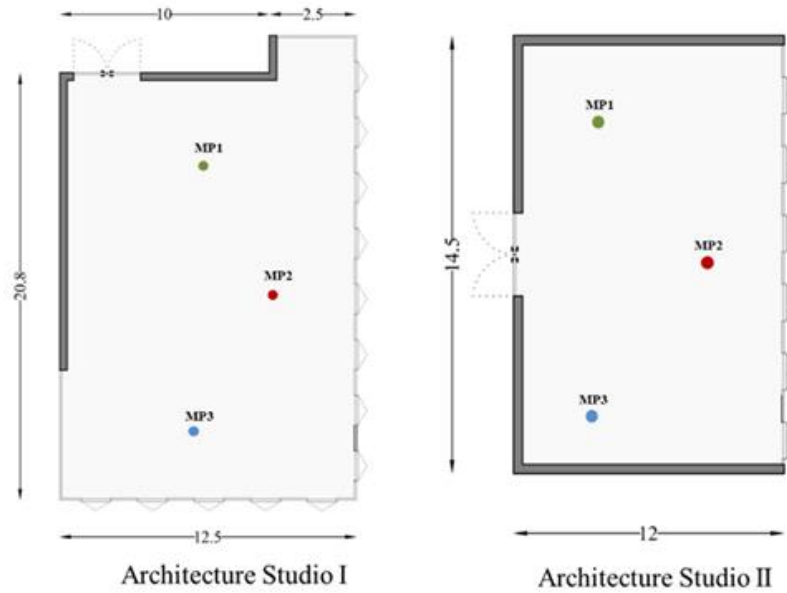 10
2.5
MP1
MP2
20.8
MP3
12.5
Architecture Studio I
MP1
MP2
14.5
MP3
12
Architecture Studio II